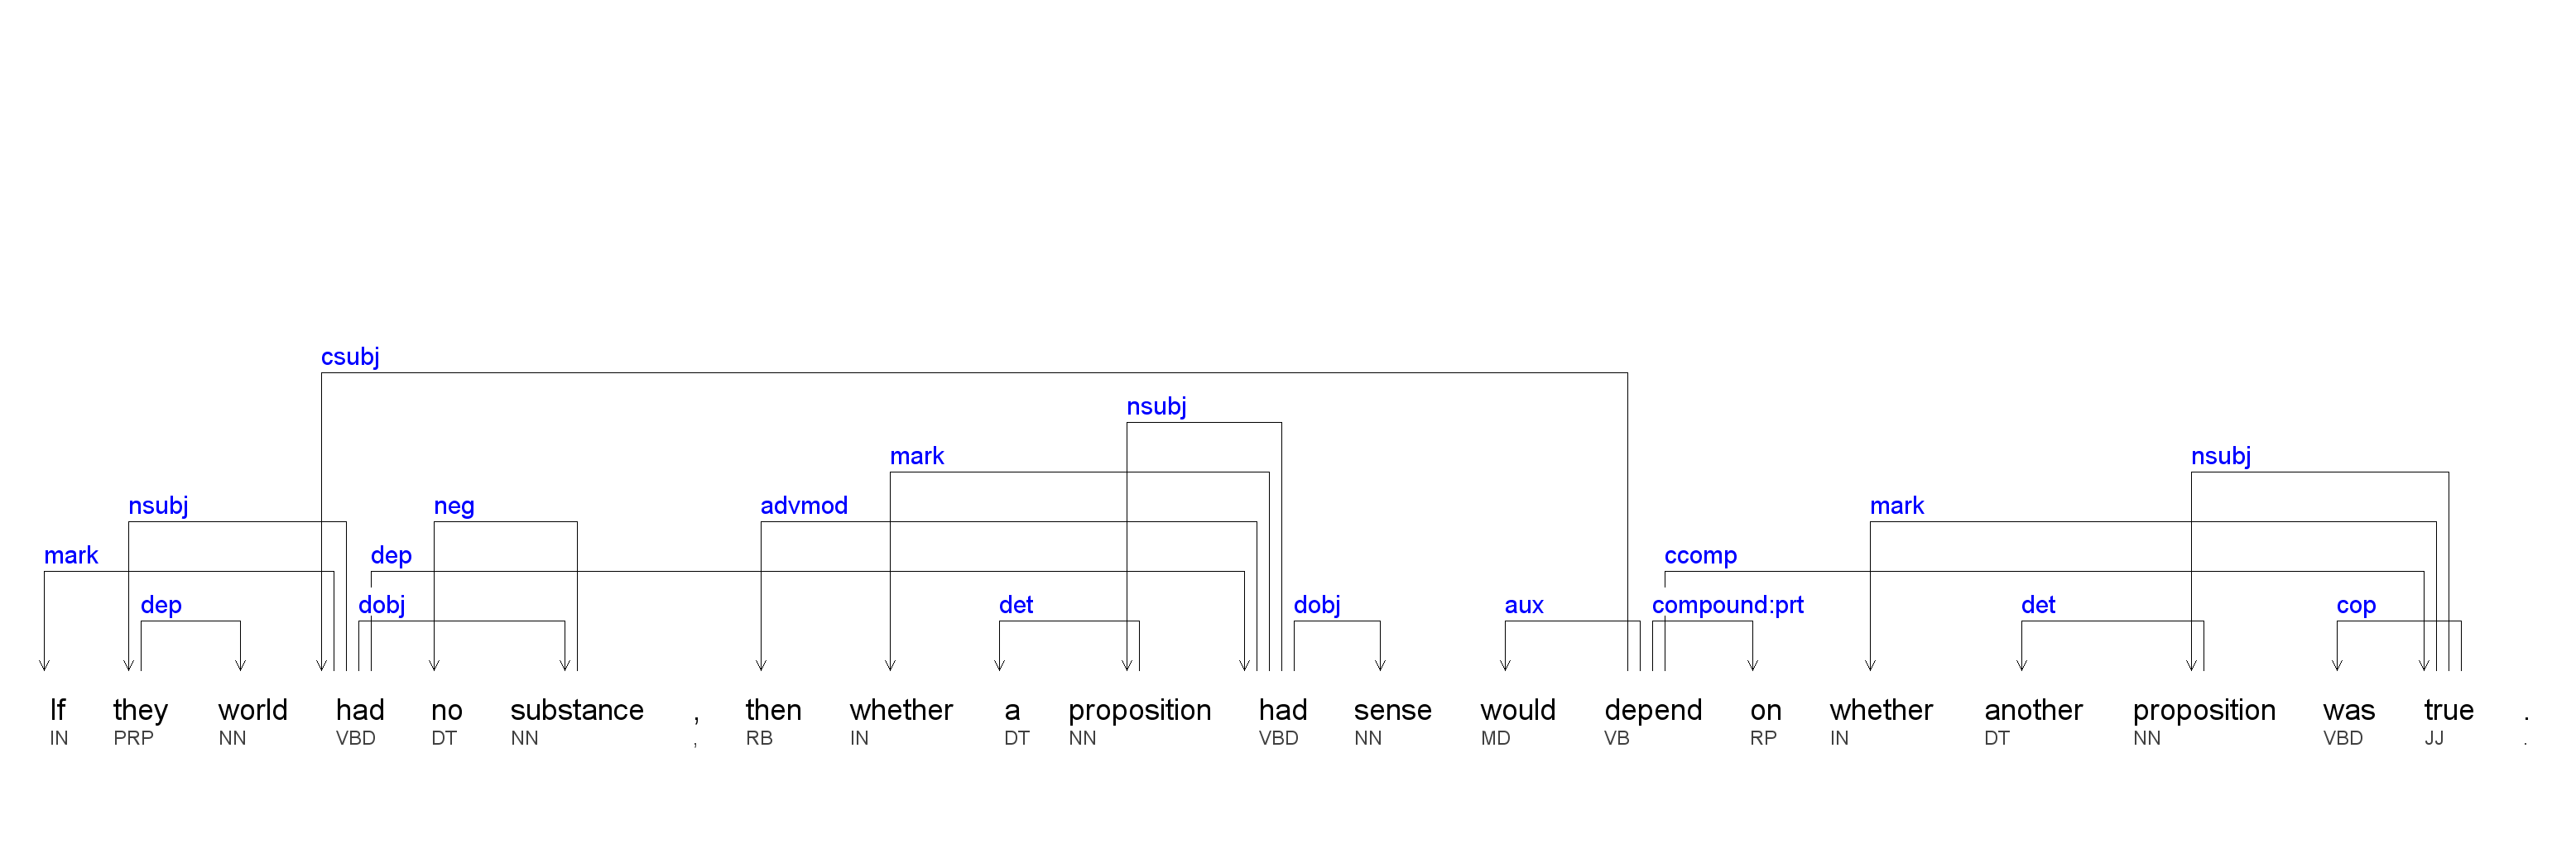 csubj
nsubj
mark nsubj
nsubj neg advmod mark
mark dep ccomp
dep dobj det dobj aux compound:prt det cop
If they world had no substance , then whether a proposition had sense would depend on whether another proposition was true .
IN PRP NN VBD DT NN , RB IN DT NN VBD NN MD VB RP IN DT NN VBD JJ .